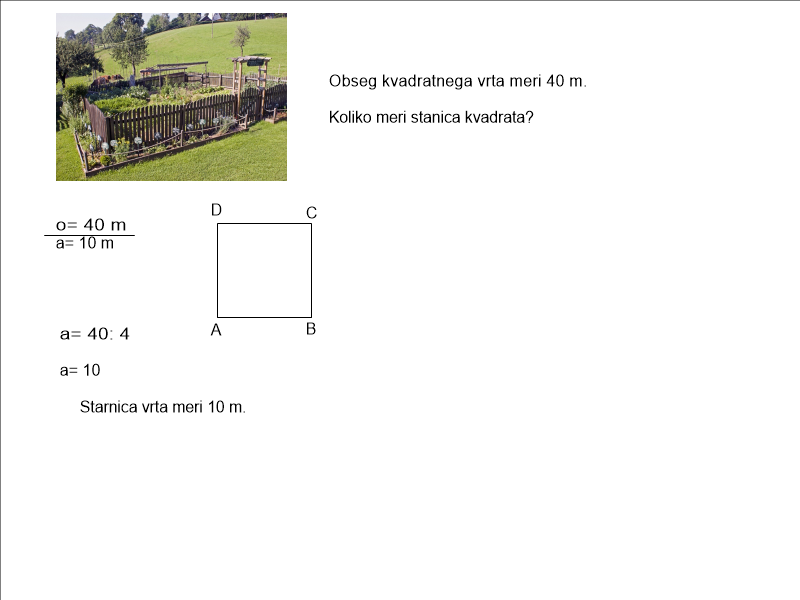 Obseg kvadratnega vrta meri 40 m.
Koliko meri stanica kvadrata?
o= 40 m
a= 10 m
D
C
A
B
a= 40: 4
a= 10
Starnica vrta meri 10 m.